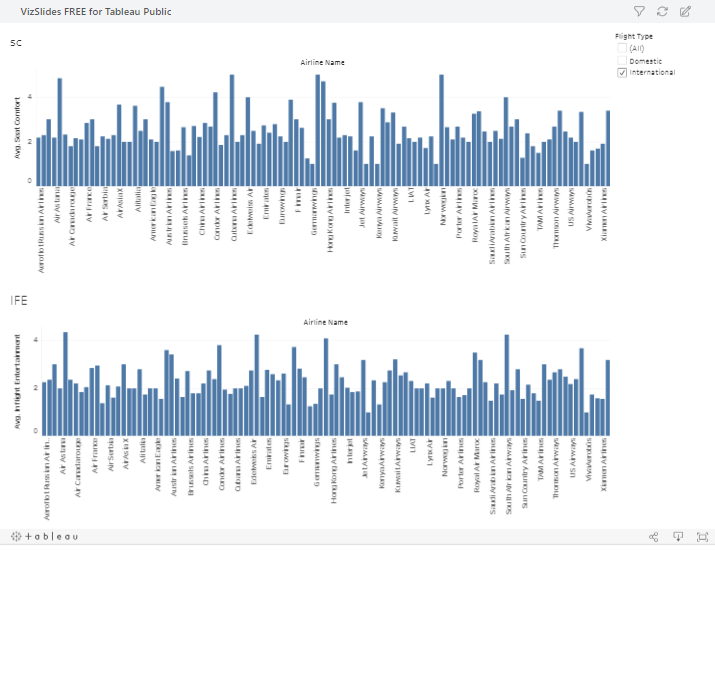 VizSlides FREE for Tableau Public
SC
Flight Type
(All)
Domestic
International
Airline Name
Avg. Seat Comfort
4
2
0
Aeroflot Russian Airlines
Air Astana
Air Canada rouge
Air France
Air Serbia
AirAsia X
Alitalia
American Eagle
Austrian Airlines
Brussels Airlines
China Airlines
Condor Airlines
Cubana Airlines
Edelweiss Air
Emirates
Eurowings
Finnair
Germanwings
Hong Kong Airlines
Interjet
Jet Airways
Kenya Airways
Kuwait Airways
LIAT
Lynx Air
Norwegian
Porter Airlines
Royal Air Maroc
Saudi Arabian Airlines
South African Airways
Sun Country Airlines
TAM Airlines
Thomson Airways
US Airways
VivaAerobus
Xiamen Airlines
IFE
Airline Name
Avg. Inflight Entertainment
4
2
0
Aeroflot Russian Air lin..
Air Astana
Air Canada rouge
Air France
Air Serbia
AirAsia X
Alitalia
American Eagle
Austrian Airlines
Brussels Airlines
China Airlines
Condor Airlines
Cubana Airlines
Edelweiss Air
Emirates
Eurowings
Finnair
Germanwings
Hong Kong Airlines
Interjet
Jet Airways
Kenya Airways
Kuwait Airways
LIAT
Lynx Air
Norwegian
Porter Airlines
Royal Air Maroc
Saudi Arabian Airlines
South African Airways
Sun Country Airlines
TAM Airlines
Thomson Airways
US Airways
VivaAerobus
Xiamen Airlines
+ a b l e a u